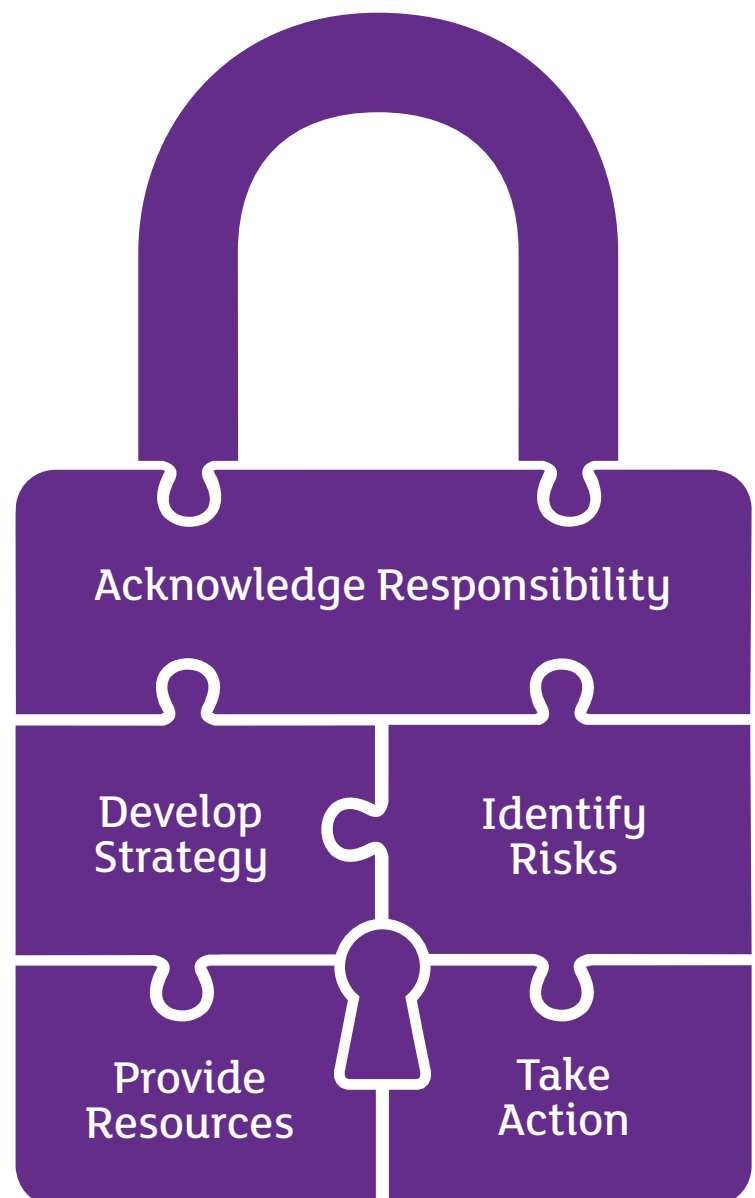 Acknowledge Responsibility
Develop
Strategy
Identify
Risks
Provide
Resources
Take
Action